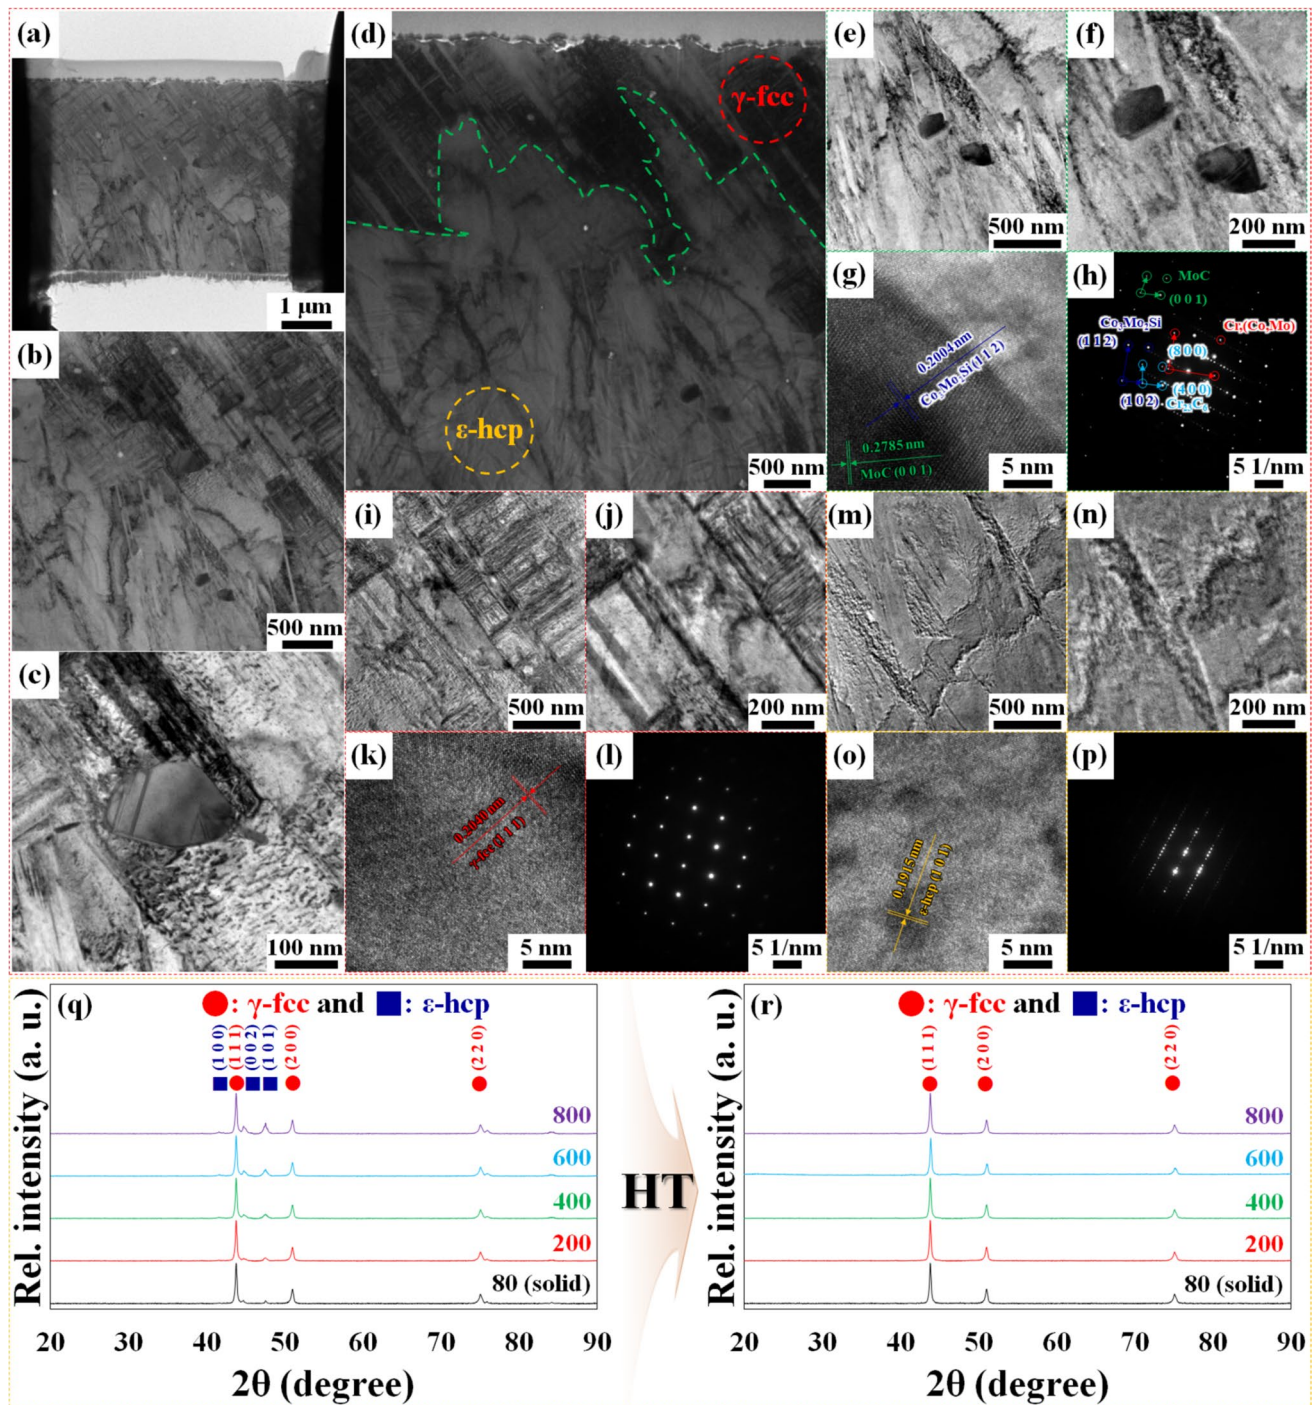 (a)
1 μm
(b)
500 nm
(c)
100 nm
(d)
γ-fcc
ε-hcp
500 nm
(e)
500 nm
(f)
200 nm
(g)
0.2004 nm
Co₃Mo₂Si (1 1 2)
0.2785 nm
MoC (0 0 1)
5 nm
(h)
MoC
(0 0 1)
Co₃Mo₂Si
(1 1 2)
(8 0 0)
(4 0 0)
(1 0 2)
Cr₂₃C₆
5 1/nm
(i)
500 nm
(j)
200 nm
(k)
γ-fcc (1 1 1)
5 nm
(l)
5 1/nm
(m)
500 nm
(n)
200 nm
(o)
0.1915 nm
ε-hcp (1 0 1)
5 nm
(p)
5 1/nm
(q)
: γ-fcc and : ε-hcp
(1 0 0)
(1 1 1)
(0 0 2)
(1 0 1)
(2 0 0)
(2 2 0)
800
600
400
200
80 (solid)
Rel. intensity (a. u.)
20 30 40 50 60 70 80 90
2θ (degree)
HT
(r)
: γ-fcc and : ε-hcp
(1 1 1)
(2 0 0)
(2 2 0)
800
600
400
200
80 (solid)
Rel. intensity (a. u.)
20 30 40 50 60 70 80 90
2θ (degree)